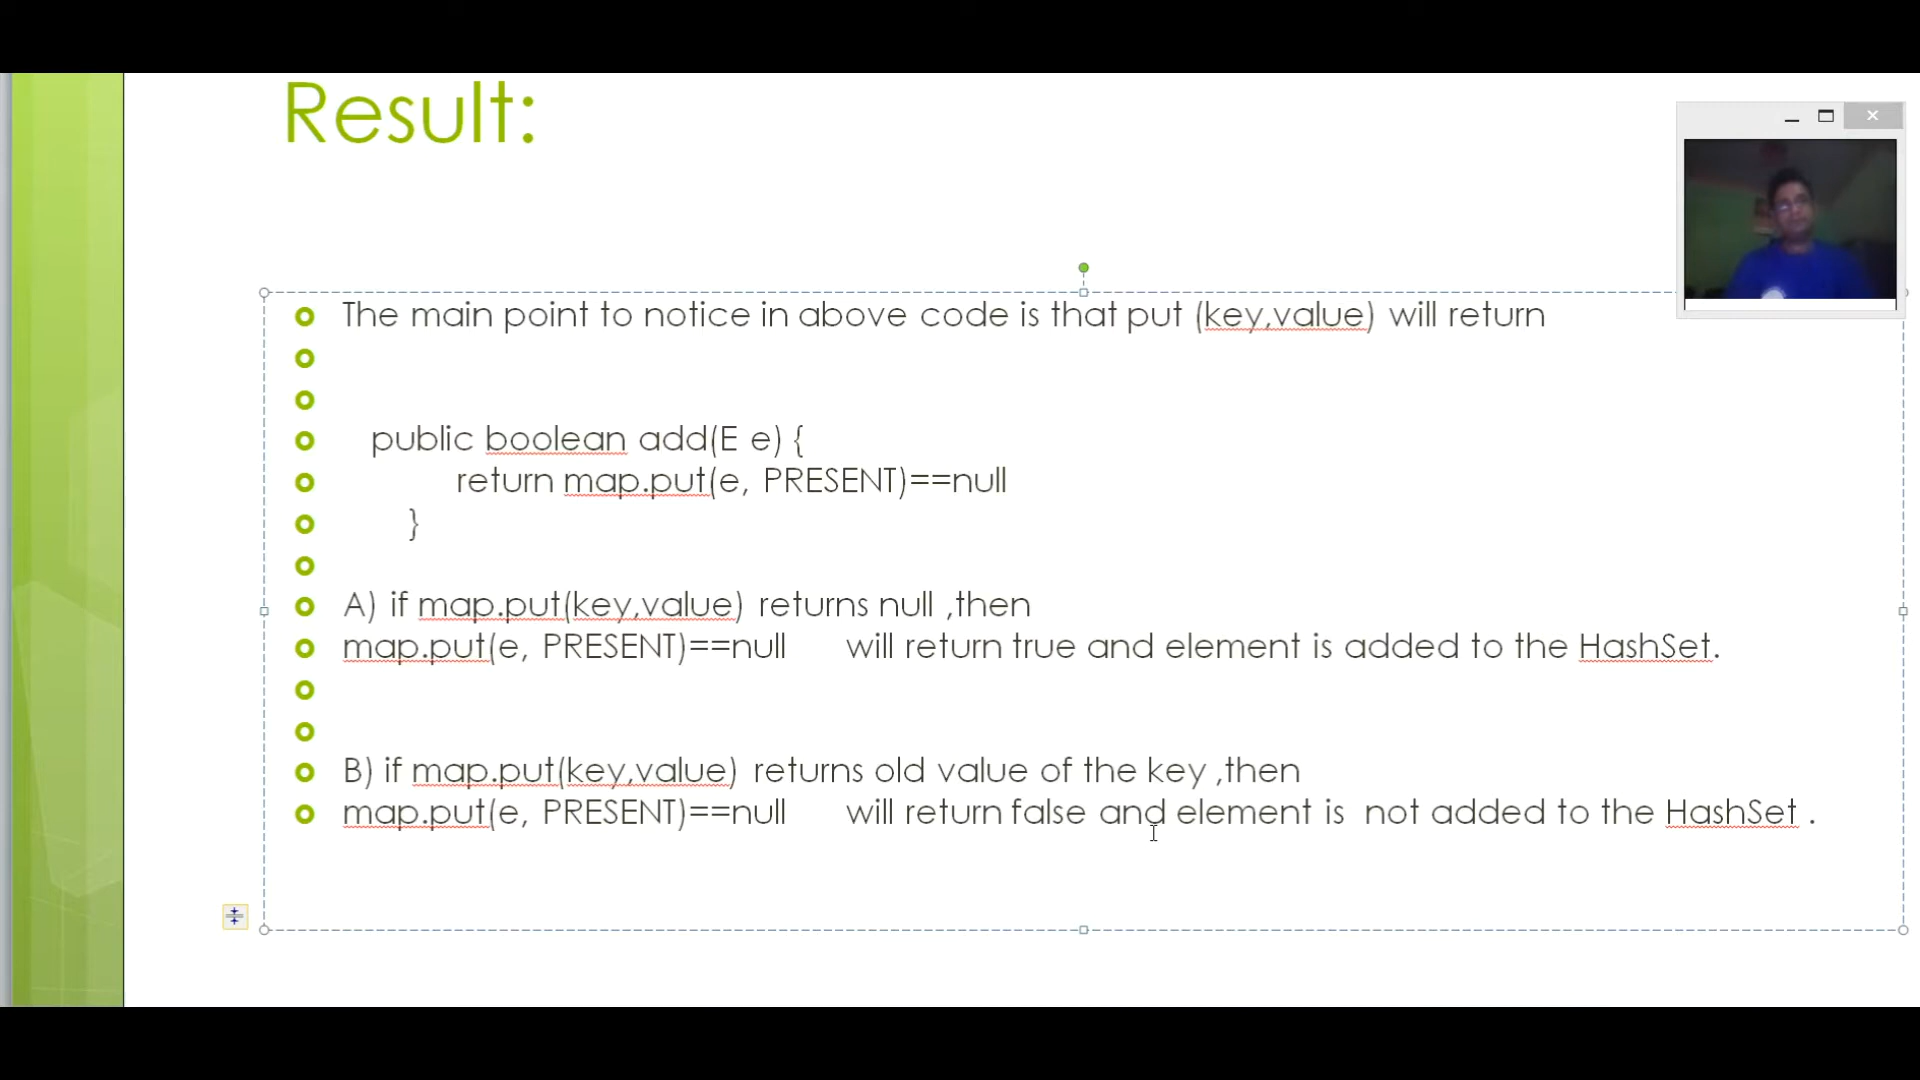 Result:
The main point to notice in above code is that put (key,value) will return
public boolean add(E e) {
return map.put(e, PRESENT)==null
}
A) if map.put(key,value) returns null ,then
map.put(e, PRESENT)==null will return true and element is added to the HashSet.
B) if map.put(key,value) returns old value of the key ,then
map.put(e, PRESENT)==null will return false and element is not added to the HashSet .